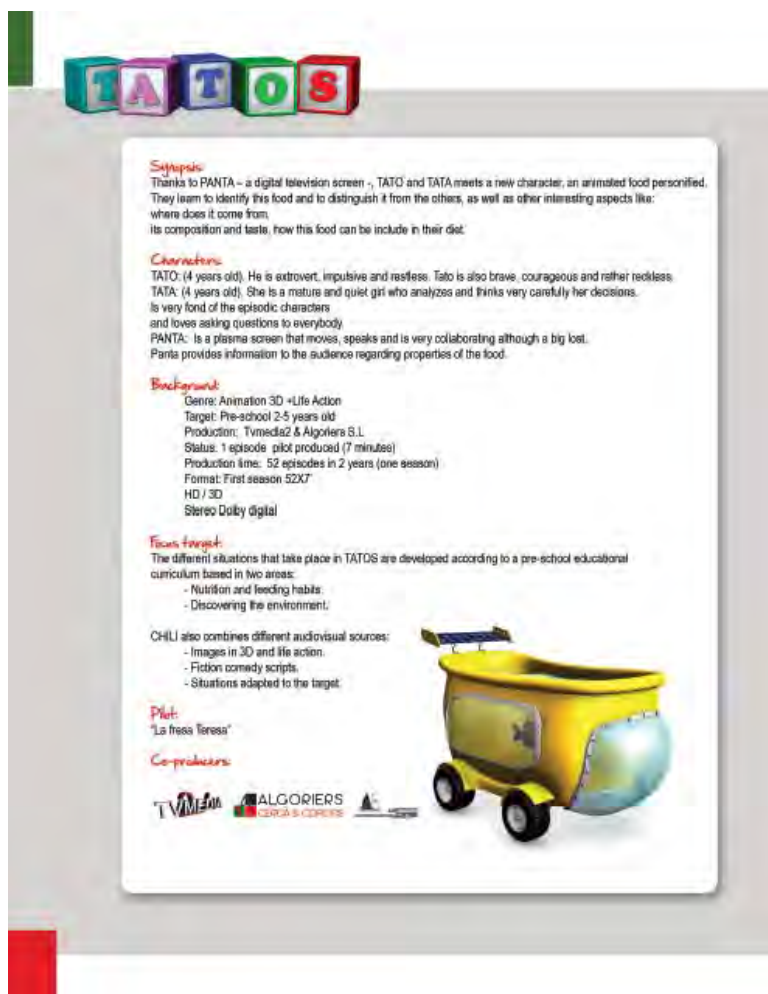 TATOS
Synopsis:
Thanks to PANTA – a digital television screen -, TATO and TATA meets a new character, an animated food personified.
They learn to identify this food and to distinguish it from the others, as well as other interesting aspects like:
where does it come from,
its composition and taste, how this food can be include in their diet.
Characters:
TATO: (4 years old). He is extrovert, impulsive and restless. Tato is also brave, courageous and rather reckless.
TATA: (4 years old). She is a mature and quiet girl who analyzes and thinks very carefully her decisions.
Is very fond of the episodic characters
and loves asking questions to everybody.
PANTA: Is a plasma screen that moves, speaks and is very collaborating although a big lost.
Panta provides information to the audience regarding properties of the food.
Background:
Genre: Animation 3D +Life Action
Target: Pre-school 2-5 years old
Production: Tvmedia2 & Algoriers S.L
Status: 1 episode pilot produced (7 minutes)
Production time: 52 episodes in 2 years (one season)
Format: First season 52X7'
HD / 3D
Stereo Dolby digital
Focus target:
The different situations that take place in TATOS are developed according to a pre-school educational
curriculum based in two areas:
- Nutrition and feeding habits.
- Discovering the environment.
CHILI also combines different audiovisual sources:
- Images in 3D and life action.
- Fiction comedy scripts.
- Situations adapted to the target.
Pilot:
"La fresa Teresa"
Co-producers:
TVMEDIA
ALGORIERS